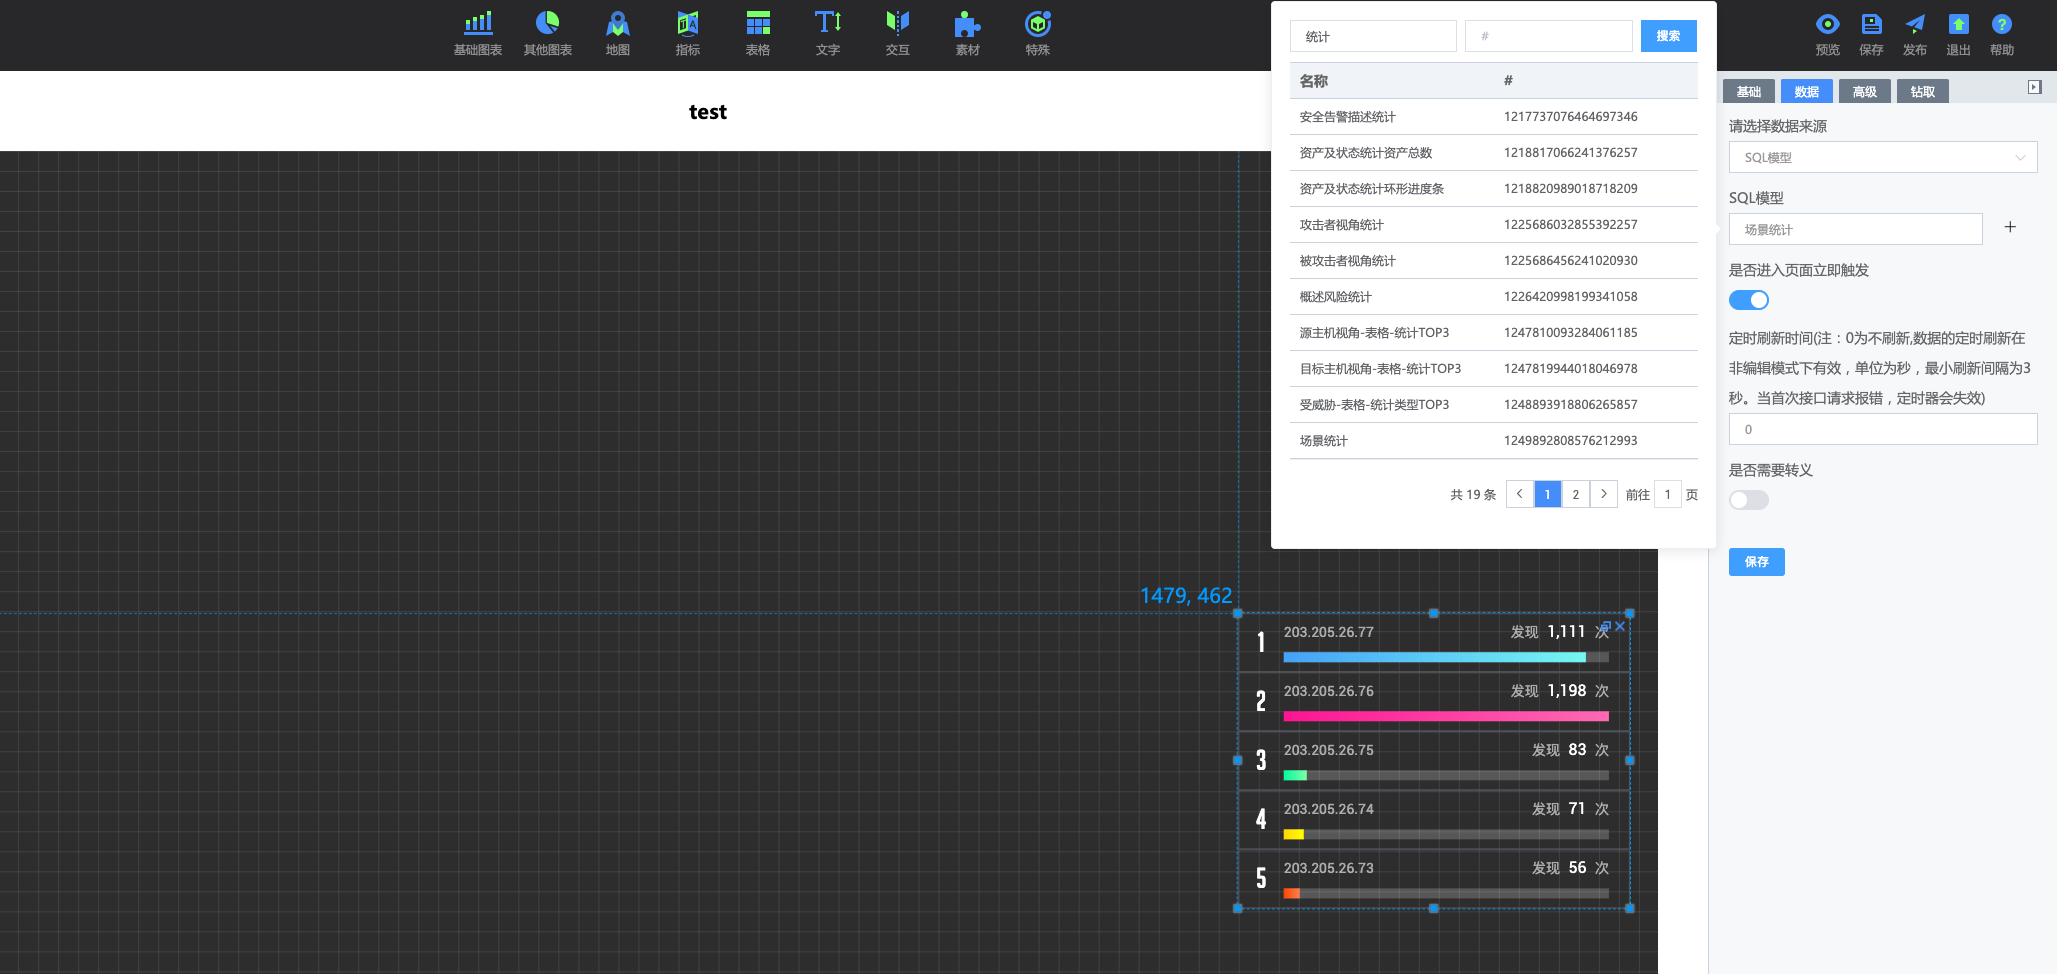 基础图表 其他图表 地图 指标 表格 文字 交互 素材 特殊
预览 保存 发布 退出 帮助
test
统计 # 搜索
名称 #
安全告警描述统计 1217737076464697346
资产及状态统计资产总数 1218817066241376257
资产及状态统计环形进度条 1218820989018718209
攻击者视角统计 1225686032855392257
被攻击者视角统计 1225686456241020930
概述风险统计 1226420998199341058
源主机视角-表格-统计TOP3 1247810093284061185
目标主机视角-表格-统计TOP3 1247819944018046978
受威胁-表格-统计类型TOP3 1248893918806265857
场景统计 1249892808576212993
共 19 条 1 2 前往 1 页
基础 数据 高级 钻取
请选择数据来源
SQL模型
SQL模型
场景统计 +
是否进入页面立即触发
定时刷新时间(注：0为不刷新,数据的定时刷新在
非编辑模式下有效，单位为秒，最小刷新间隔为3
秒。当首次接口请求报错，定时器会失效)
0
是否需要转义
保存
1479, 462
1 203.205.26.77 发现 1,111 次
2 203.205.26.76 发现 1,198 次
3 203.205.26.75 发现 83 次
4 203.205.26.74 发现 71 次
5 203.205.26.73 发现 56 次